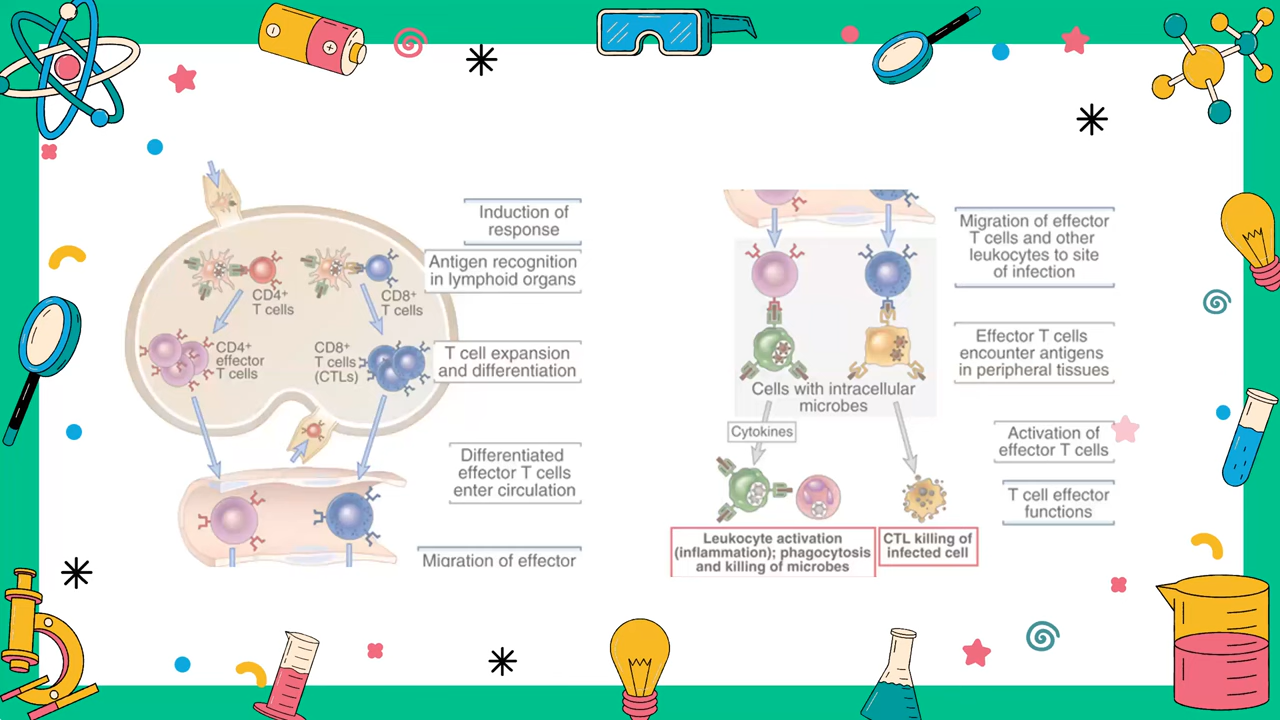 Induction of
response
Antigen recognition
in lymphoid organs
CD4+
T cells
CD8+
T cells
CD4+
effector
T cells
CD8+
T cells
(CTLs)
T cell expansion
and differentiation
Differentiated
effector T cells
enter circulation
Migration of effector
Migration of effector
T cells and other
leukocytes to site
of infection
Effector T cells
encounter antigens
in peripheral tissues
Cells with intracellular
microbes
Cytokines
Activation of
effector T cells
T cell effector
functions
Leukocyte activation
(inflammation); phagocytosis
and killing of microbes
CTL killing of
infected cell